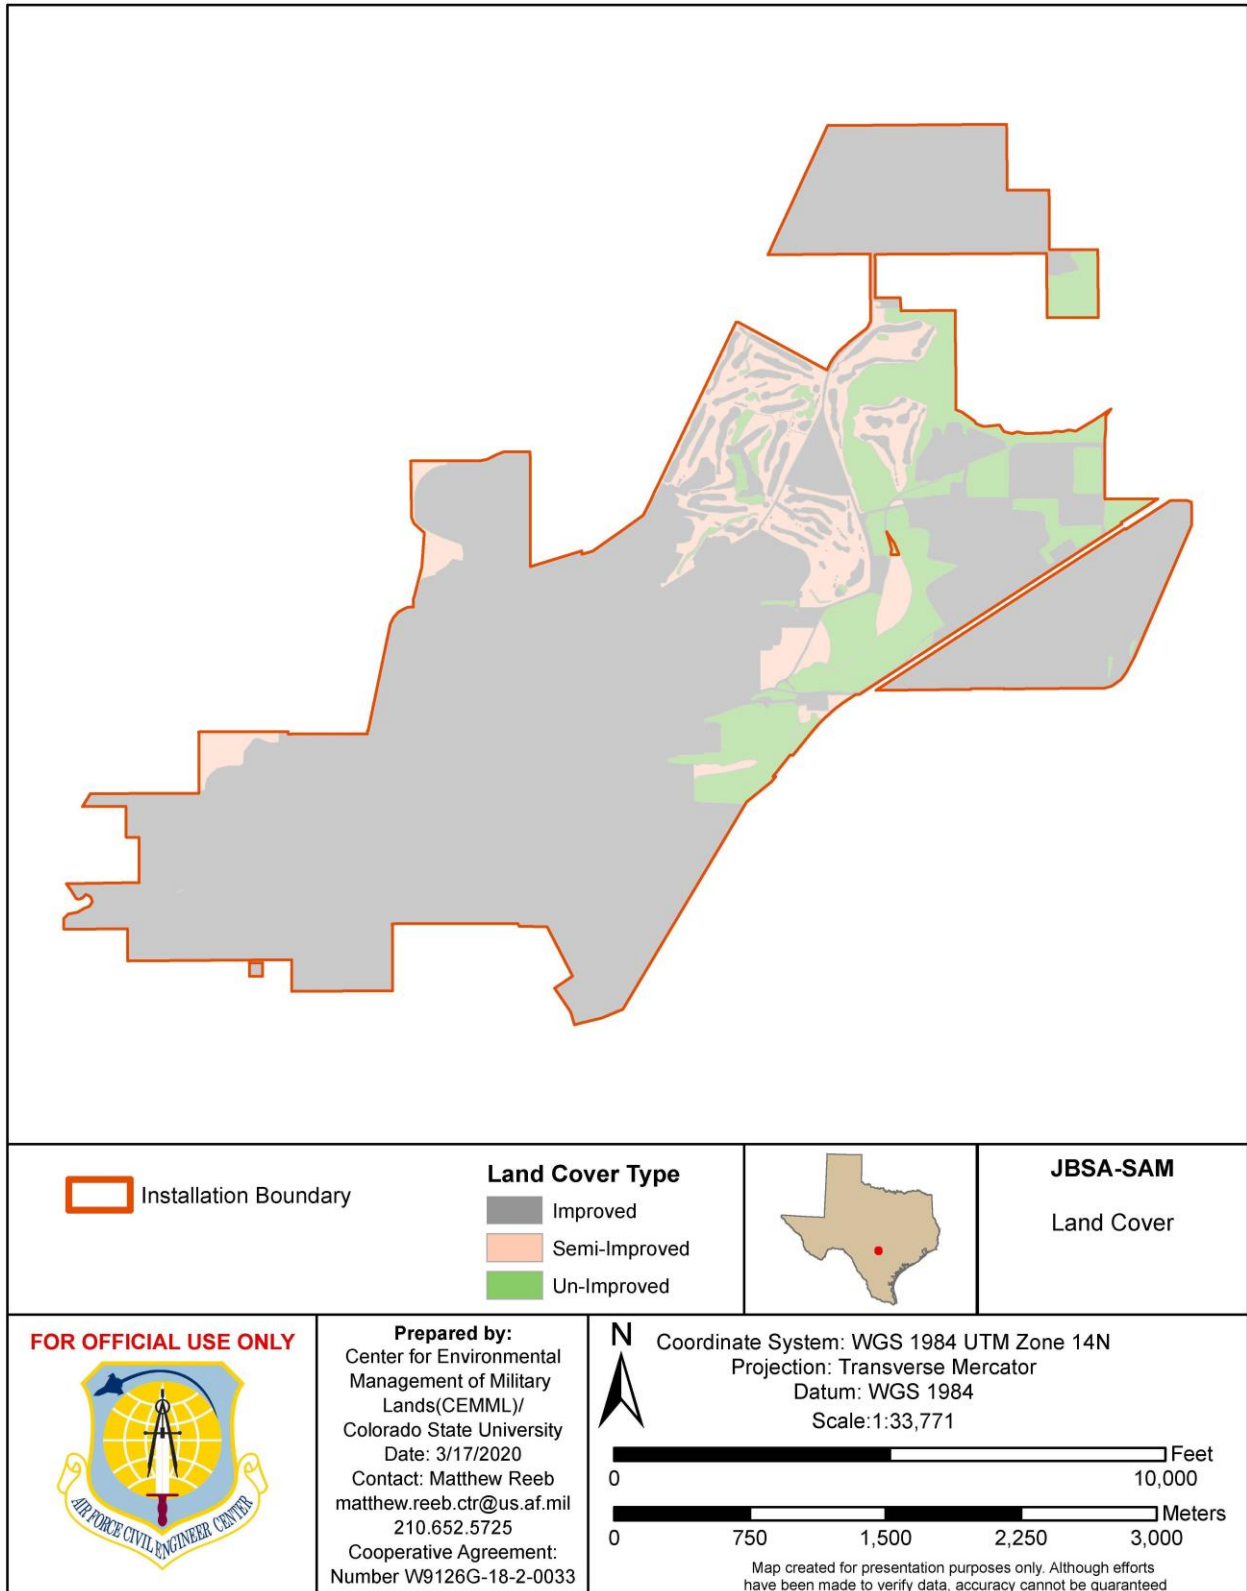 Installation Boundary
Land Cover Type
Improved
Semi-Improved
Un-Improved
JBSA-SAM
Land Cover
FOR OFFICIAL USE ONLY
AIR FORCE CIVIL ENGINEER CENTER
Prepared by:
Center for Environmental
Management of Military
Lands(CEMML)/
Colorado State University
Date: 3/17/2020
Contact: Matthew Reeb
matthew.reeb.ctr@us.af.mil
210.652.5725
Cooperative Agreement:
Number W9126G-18-2-0033
N
Coordinate System: WGS 1984 UTM Zone 14N
Projection: Transverse Mercator
Datum: WGS 1984
Scale:1:33,771
Feet
0 10,000
Meters
0 750 1,500 2,250 3,000
Map created for presentation purposes only. Although efforts
have been made to verify data, accuracy cannot be guaranteed